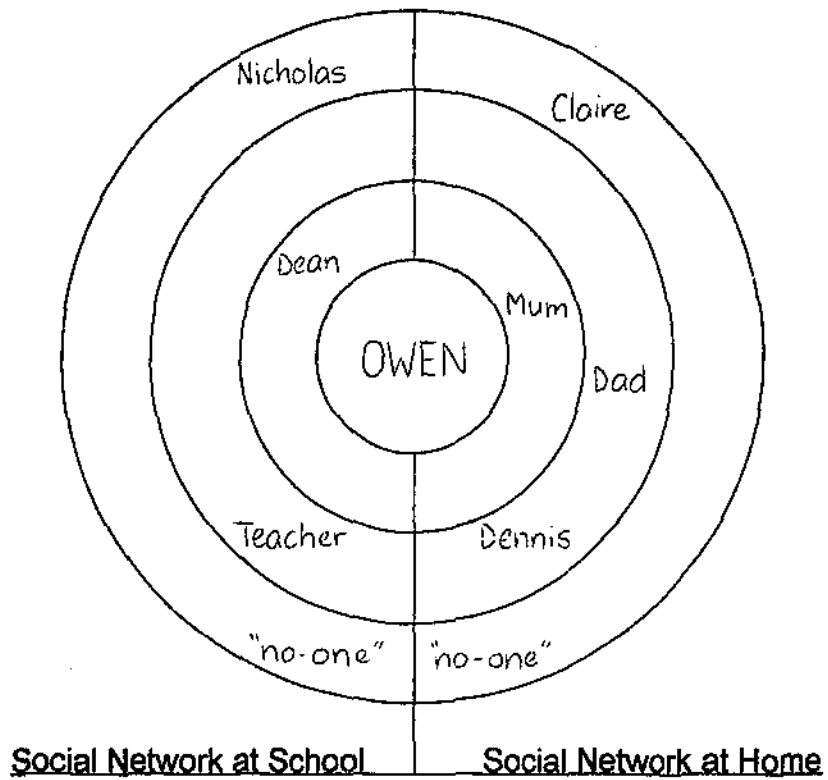 Nicholas
Claire
Dean
Mum
OWEN
Dad
Teacher
Dennis
"no-one"
"no-one"
Social Network at School
Social Network at Home